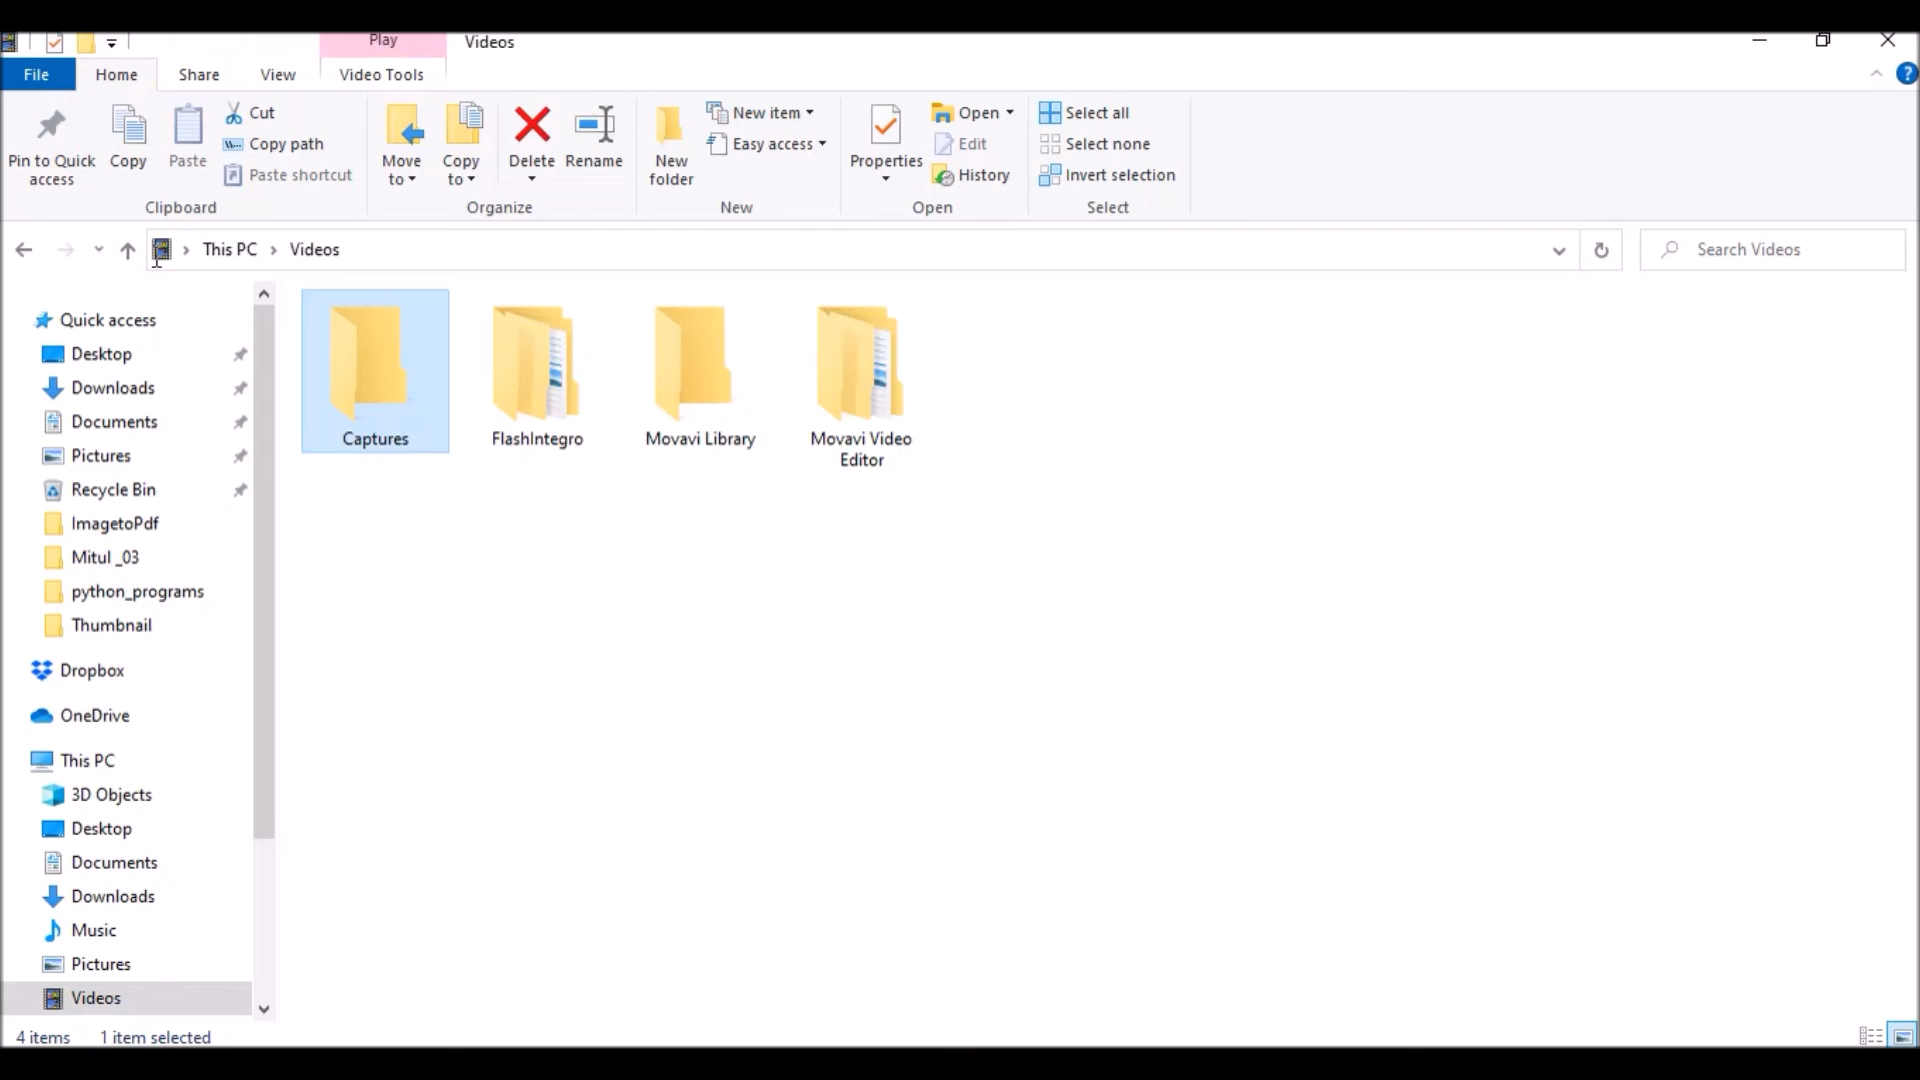 Play
Videos
File
Home
Share
View
Video Tools
Pin to Quick
access
Copy
Paste
Cut
Copy path
Paste shortcut
Clipboard
Move
to
Copy
to
Delete
Rename
Organize
New
folder
New item
Easy access
New
Properties
Open
Edit
History
Open
Select all
Select none
Invert selection
Select
This PC
Videos
Search Videos
Quick access
Desktop
Downloads
Documents
Pictures
Recycle Bin
ImagetoPdf
Mitul _03
python_programs
Thumbnail
Dropbox
OneDrive
This PC
3D Objects
Desktop
Documents
Downloads
Music
Pictures
Videos
Captures
FlashIntegro
Movavi Library
Movavi Video
Editor
4 items
1 item selected